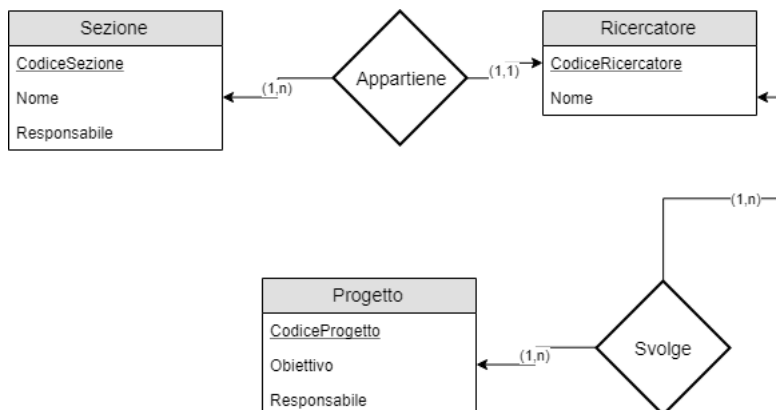 Sezione
CodiceSezione
Nome
Responsabile
(1,n)
Appartiene
(1,1)
Ricercatore
CodiceRicercatore
Nome
(1,n)
Progetto
CodiceProgetto
Obiettivo
Responsabile
(1,n)
Svolge